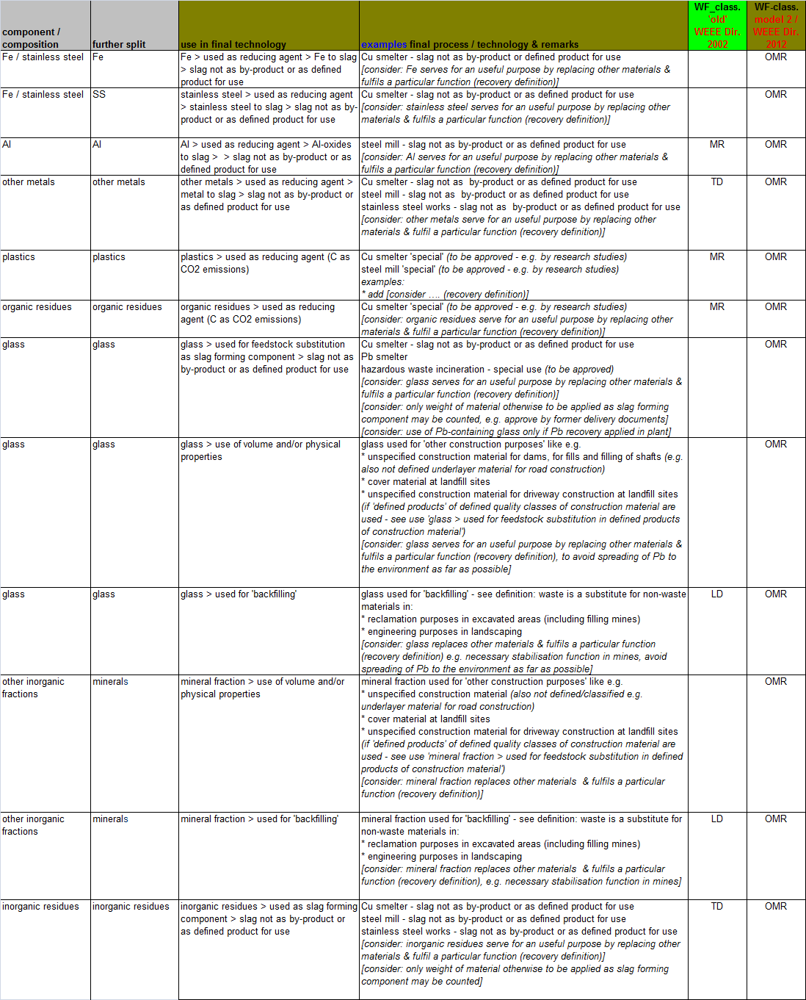 component / composition
further split
use in final technology
examples final process / technology & remarks
WF_class. 'old' WEEE Dir. 2002
WF-class. model 2 / WEEE Dir. 2012
Fe / stainless steel
Fe
Fe > used as reducing agent > Fe to slag
> slag not as by-product or as defined
product for use
Cu smelter - slag not as by-product or defined product for use
[consider: Fe serves for an useful purpose by replacing other materials &
fulfils a particular function (recovery definition)]
OMR
Fe / stainless steel
SS
stainless steel > used as reducing agent
> stainless steel to slag > slag not as by-
product or as defined product for use
Cu smelter - slag not as by-product or as defined product for use
[consider: stainless steel serves for an useful purpose by replacing other
materials & fulfils a particular function (recovery definition)]
OMR
Al
Al
Al > used as reducing agent > Al-oxides
to slag > > slag not as by-product or as
defined product for use
steel mill - slag not as by-product or as defined product for use
[consider: Al serves for an useful purpose by replacing other materials &
fulfils a particular function (recovery definition)]
MR
OMR
other metals
other metals
other metals > used as reducing agent >
metal to slag > slag not as by-product or
as defined product for use
Cu smelter - slag not as by-product or as defined product for use
steel mill - slag not as by-product or as defined product for use
stainless steel works - slag not as by-product or as defined product for use
[consider: other metals serve for an useful purpose by replacing other
materials & fulfil a particular function (recovery definition)]
TD
OMR
plastics
plastics
plastics > used as reducing agent (C as
CO2 emissions)
Cu smelter 'special' (to be approved - e.g. by research studies)
steel mill 'special' (to be approved - e.g. by research studies)
examples:
* add [consider …. (recovery definition)]
MR
OMR
organic residues
organic residues
organic residues > used as reducing
agent (C as CO2 emissions)
Cu smelter 'special' (to be approved - e.g. by research studies)
[consider: organic residues serve for an useful purpose by replacing other
materials & fulfil a particular function (recovery definition)]
MR
OMR
glass
glass
glass > used for feedstock substitution
as slag forming component > slag not as
by-product or as defined product for use
Cu smelter - slag not as by-product or as defined product for use
Pb smelter
hazardous waste incineration - special use (to be approved)
[consider: glass serves for an useful purpose by replacing other materials &
fulfils a particular function (recovery definition)]
[consider: only weight of material otherwise to be applied as slag forming
component may be counted, e.g. approve by former delivery documents]
[consider: use of Pb-containing glass only if Pb recovery applied in plant]
OMR
glass
glass
glass > use of volume and/or physical
properties
glass used for 'other construction purposes' like e.g.
* unspecified construction material for dams, for fills and filling of shafts (e.g.
also not defined underlayer material for road construction)
* cover material at landfill sites
* unspecified construction material for driveway construction at landfill sites
(if 'defined products' of defined quality classes of construction material are
used - see use 'glass > used for feedstock substitution in defined products
of construction material')
[consider: glass serves for an useful purpose by replacing other materials &
fulfils a particular function (recovery definition), to avoid spreading of Pb to
the environment as far as possible]
OMR
glass
glass
glass > used for 'backfilling'
glass used for 'backfilling' - see definition: waste is a substitute for non-waste
materials in:
* reclamation purposes in excavated areas (including filling mines)
* engineering purposes in landscaping
[consider: glass replaces other materials & fulfils a particular function
(recovery definition) e.g. necessary stabilisation function in mines, avoid
spreading of Pb to the environment as far as possible]
LD
OMR
other inorganic
fractions
minerals
mineral fraction > use of volume and/or
physical properties
mineral fraction used for 'other construction purposes' like e.g.
* unspecified construction material (also not defined/classified e.g.
underlayer material for road construction)
* cover material at landfill sites
* unspecified construction material for driveway construction at landfill sites
(if 'defined products' of defined quality classes of construction material are
used - see use 'mineral fraction > used for feedstock substitution in defined
products of construction material')
[consider: mineral fraction replaces other materials & fulfils a particular
function (recovery definition)]
OMR
other inorganic
fractions
minerals
mineral fraction > used for 'backfilling'
mineral fraction used for 'backfilling' - see definition: waste is a substitute for
non-waste materials in:
* reclamation purposes in excavated areas (including filling mines)
* engineering purposes in landscaping
[consider: mineral fraction replaces other materials & fulfils a particular
function (recovery definition), e.g. necessary stabilisation function in mines]
LD
OMR
inorganic residues
inorganic residues
inorganic residues > used as slag forming
component > slag not as by-product or
as defined product for use
Cu smelter - slag not as by-product or as defined product for use
steel mill - slag not as by-product or as defined product for use
stainless steel works - slag not as by-product or as defined product for use
[consider: inorganic residues serve for an useful purpose by replacing other
materials & fulfil a particular function (recovery definition)]
[consider: only weight of material otherwise to be applied as slag forming
component may be counted]
TD
OMR